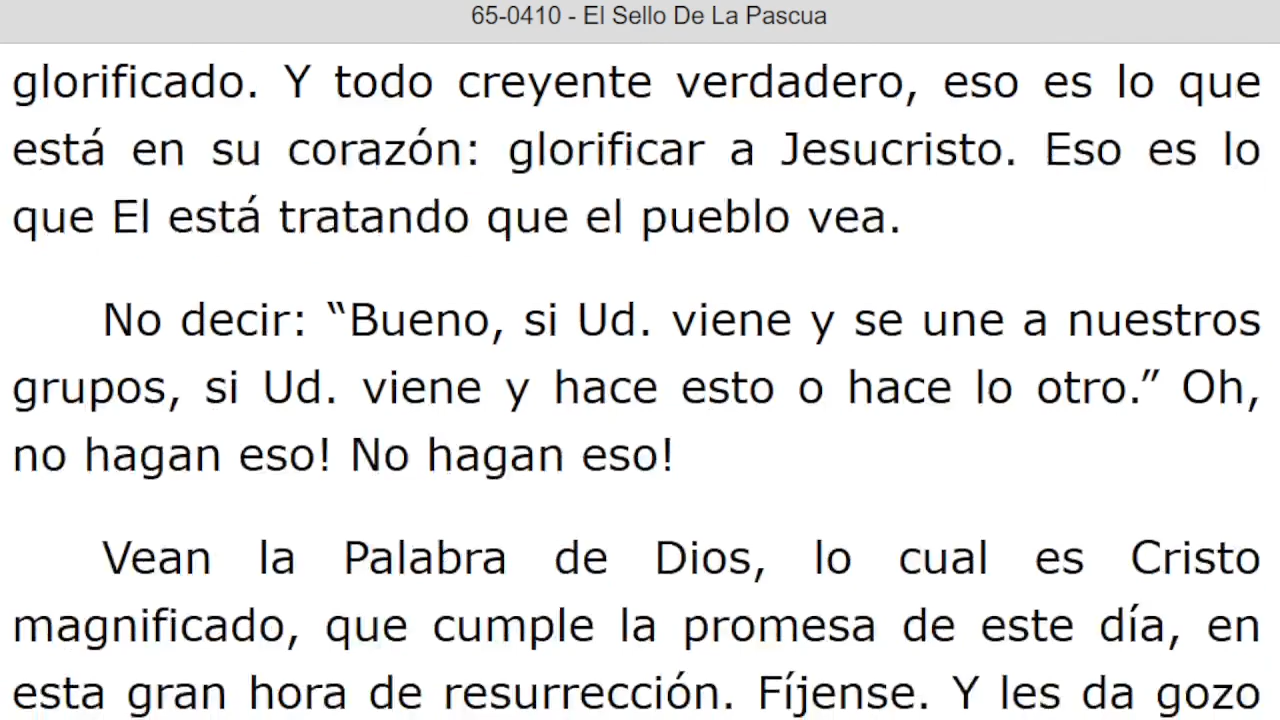 65-0410 - El Sello De La Pascua
glorificado. Y todo creyente verdadero, eso es lo que
está en su corazón: glorificar a Jesucristo. Eso es lo
que El está tratando que el pueblo vea.
No decir: “Bueno, si Ud. viene y se une a nuestros
grupos, si Ud. viene y hace esto o hace lo otro.” Oh,
no hagan eso! No hagan eso!
Vean la Palabra de Dios, lo cual es Cristo
magnificado, que cumple la promesa de este día, en
esta gran hora de resurrección. Fíjense. Y les da gozo